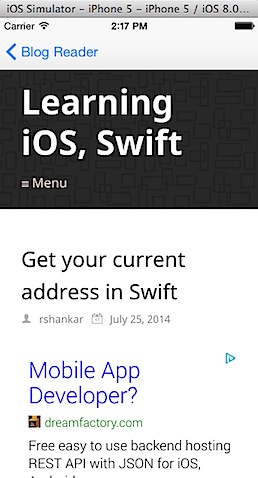 iOS Simulator - iPhone 5 - iPhone 5 / iOS 8.0...
Carrier 2:17 PM
Blog Reader
Learning
iOS, Swift
≡ Menu
Get your current
address in Swift
rshankar July 25, 2014
Mobile App
Developer?
dreamfactory.com
Free easy to use backend hosting
REST API with JSON for iOS,